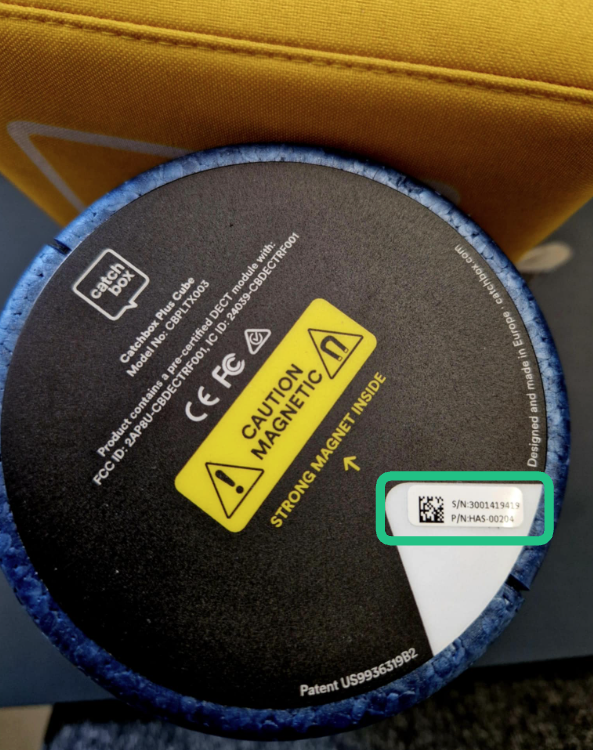 catch
box
Catchbox Plus Cube
Model No: CBPLTX003
Product contains a pre-certified DECT module with:
FCC ID: 2AP8U-CBDECTRF001, IC ID: 24039-CBDECTRF001
CE FC
CAUTION
MAGNETIC
STRONG MAGNET INSIDE
Designed and made in Europe · catchbox.com
S/N:3001419419
P/N:HAS-00204
Patent US9936319B2